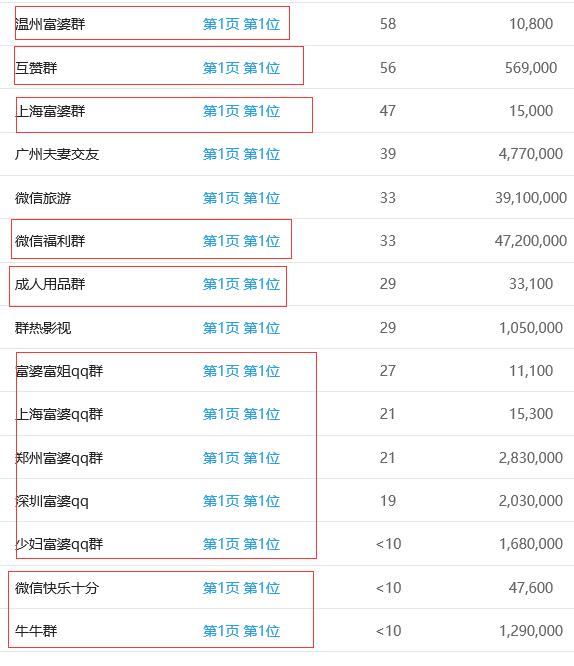 温州富婆群 第1页 第1位 58 10,800
互赞群 第1页 第1位 56 569,000
上海富婆群 第1页 第1位 47 15,000
广州夫妻交友 第1页 第1位 39 4,770,000
微信旅游 第1页 第1位 33 39,100,000
微信福利群 第1页 第1位 33 47,200,000
成人用品群 第1页 第1位 29 33,100
群热影视 第1页 第1位 29 1,050,000
富婆富姐qq群 第1页 第1位 27 11,100
上海富婆qq群 第1页 第1位 21 15,300
郑州富婆qq群 第1页 第1位 21 2,830,000
深圳富婆qq 第1页 第1位 19 2,030,000
少妇富婆qq群 第1页 第1位 <10 1,680,000
微信快乐十分 第1页 第1位 <10 47,600
牛牛群 第1页 第1位 <10 1,290,000